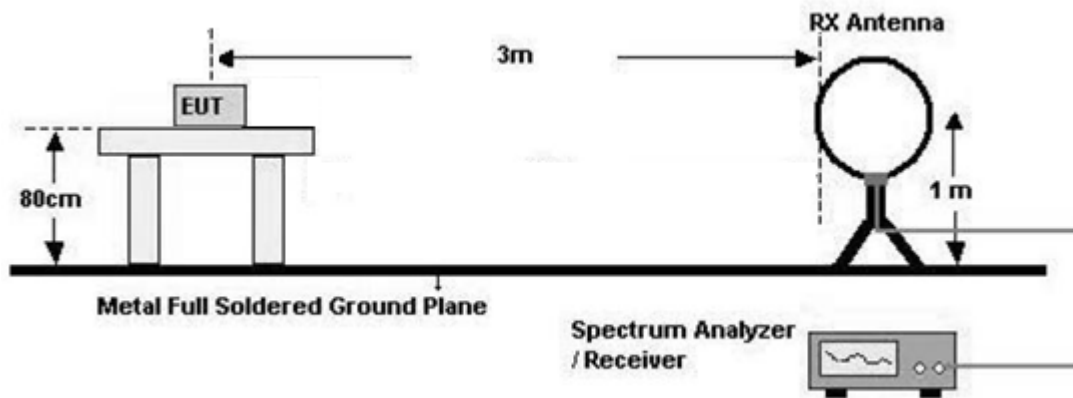 RX Antenna
3m
EUT
80cm
1 m
Metal Full Soldered Ground Plane
Spectrum Analyzer
/ Receiver